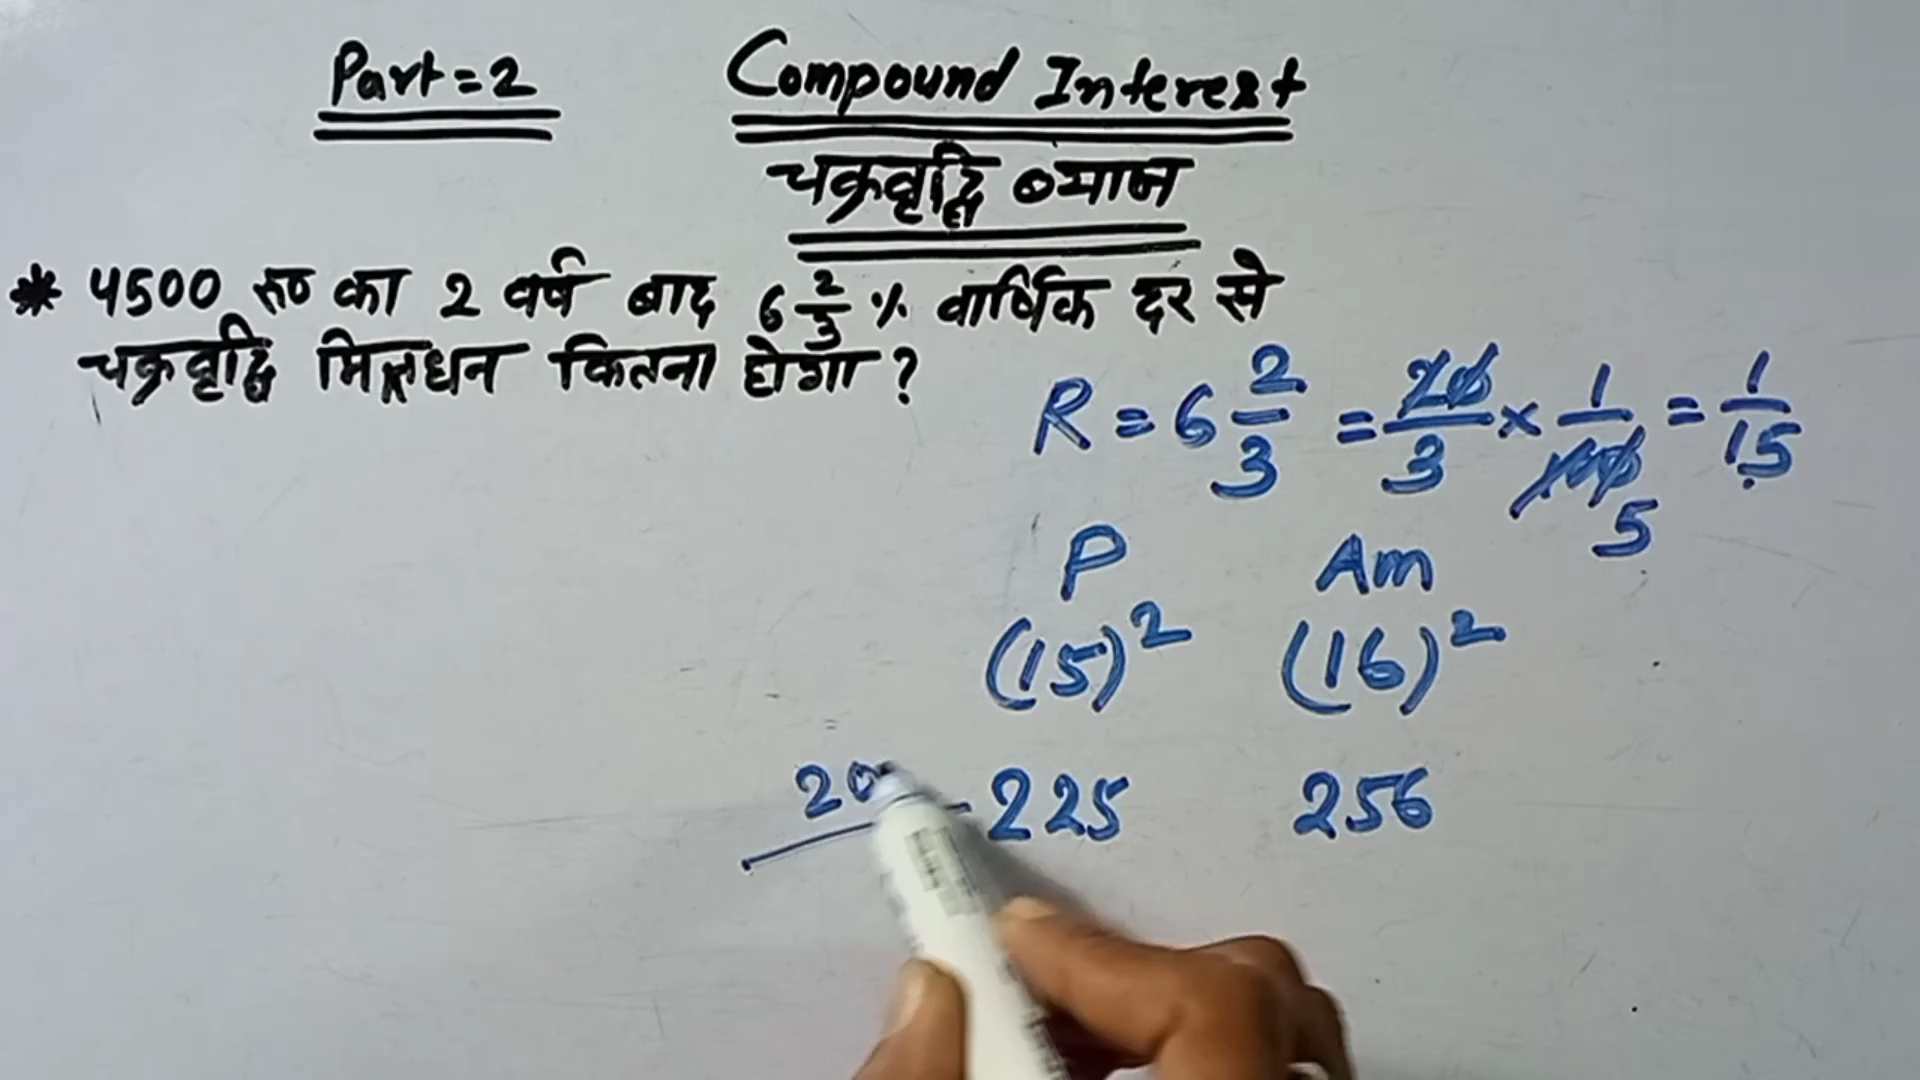 Part=2
Compound Interest
चक्रवृद्धि ब्याज
* 4500 रु० का 2 वर्ष बाद 6 2/3 % वार्षिक दर से
चक्रवृद्धि मिश्रधन कितना होगा ?
R = 6 2/3 = 20/3 × 1/100 = 1/15
5
P Am
(15)² (16)²
20 225 256